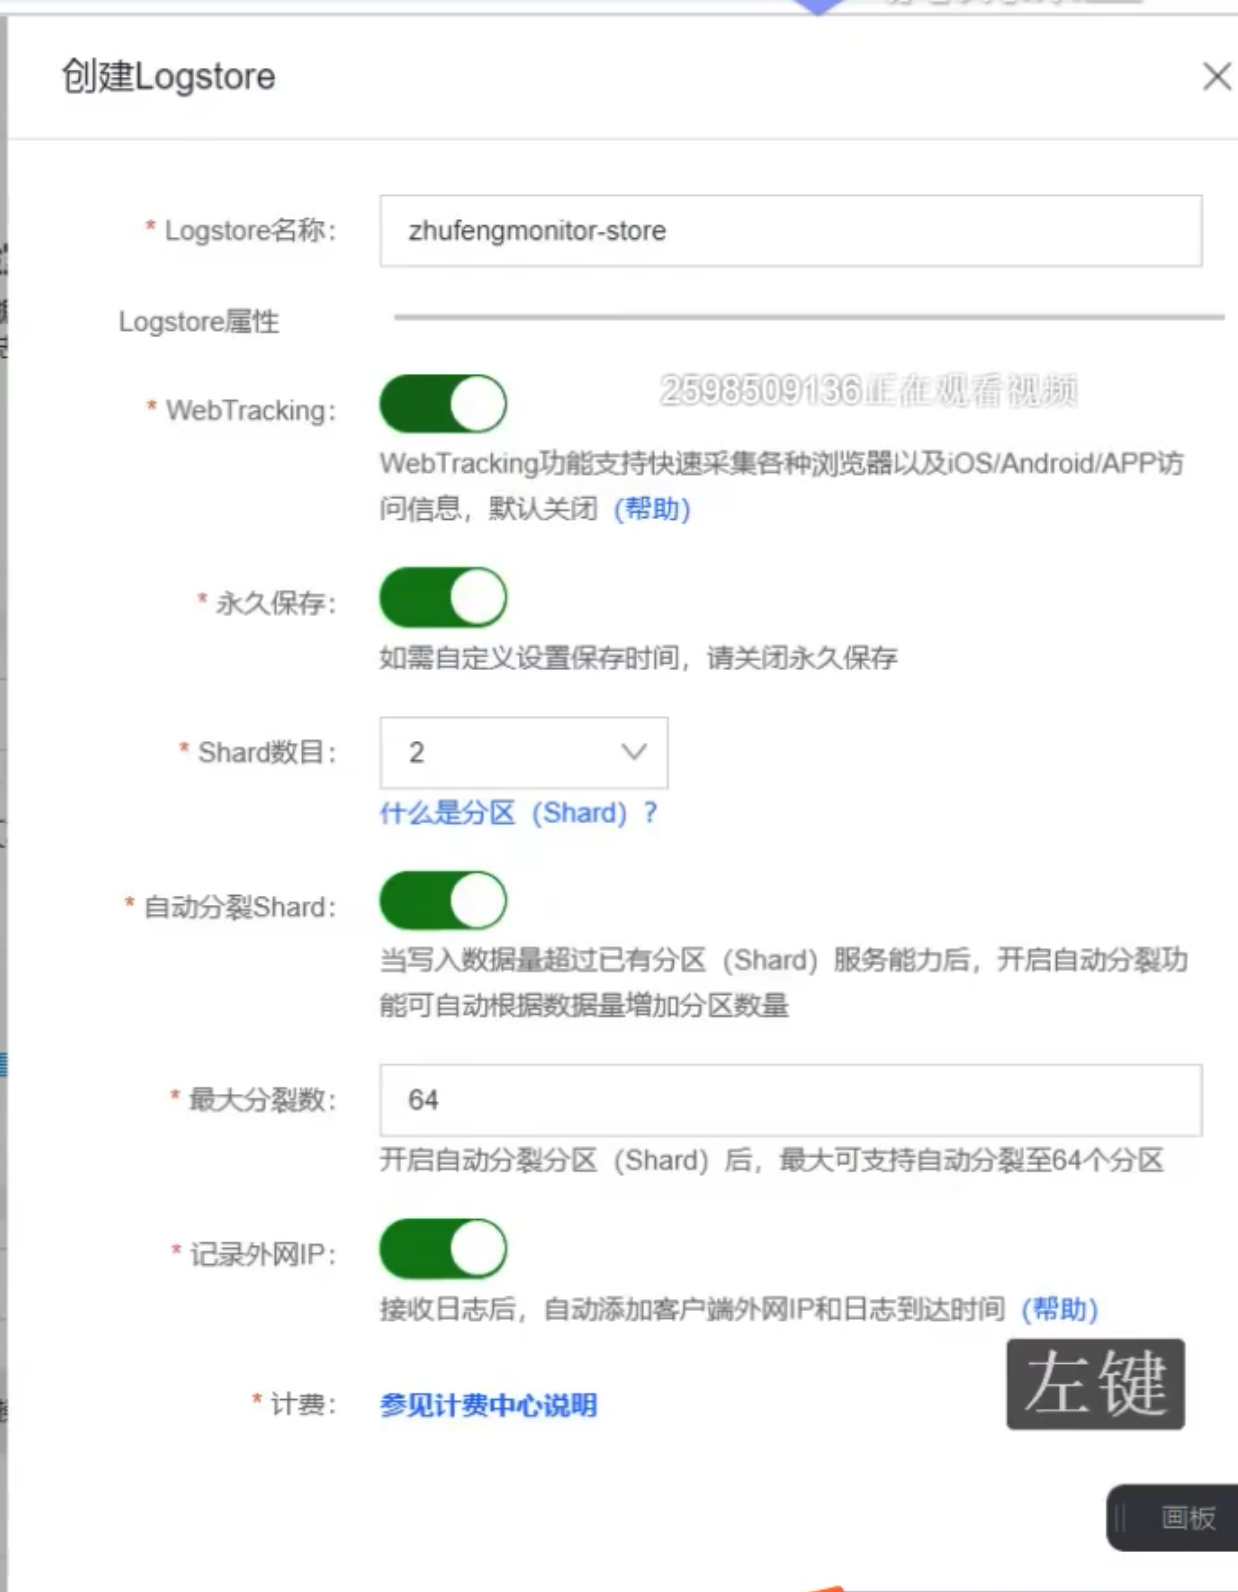 创建Logstore
* Logstore名称：
zhufengmonitor-store
Logstore属性
* WebTracking：
2598509136正在观看视频
WebTracking功能支持快速采集各种浏览器以及iOS/Android/APP访
问信息，默认关闭（帮助）
* 永久保存：
如需自定义设置保存时间，请关闭永久保存
* Shard数目：
2
什么是分区（Shard）？
* 自动分裂Shard：
当写入数据量超过已有分区（Shard）服务能力后，开启自动分裂功
能可自动根据数据量增加分区数量
* 最大分裂数：
64
开启自动分裂分区（Shard）后，最大可支持自动分裂至64个分区
* 记录外网IP：
接收日志后，自动添加客户端外网IP和日志到达时间（帮助）
左键
* 计费：
参见计费中心说明
画板